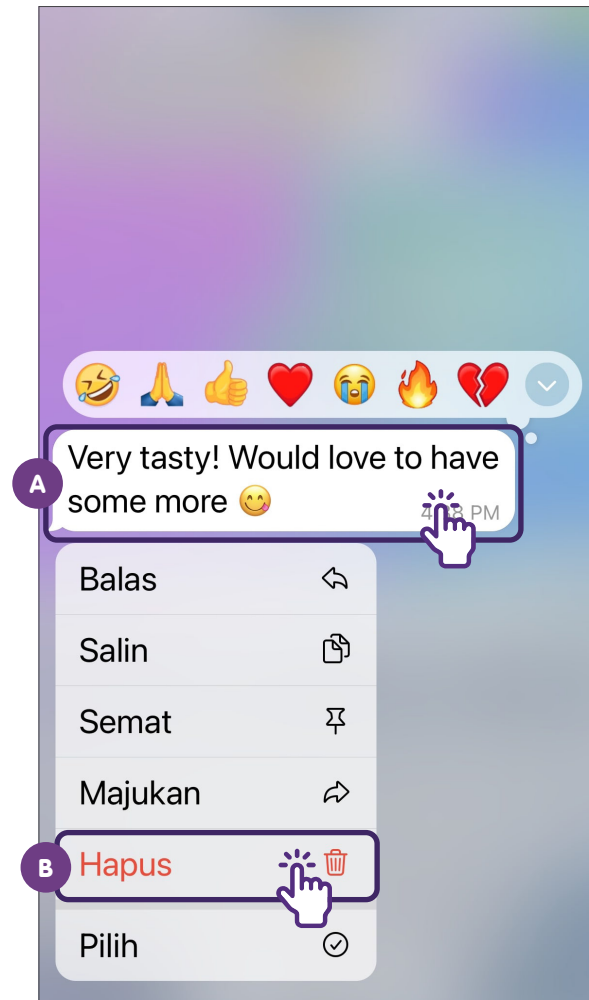 A
Very tasty! Would love to have
some more 😋
PM
Balas
Salin
Semat
Majukan
B
Hapus
Pilih